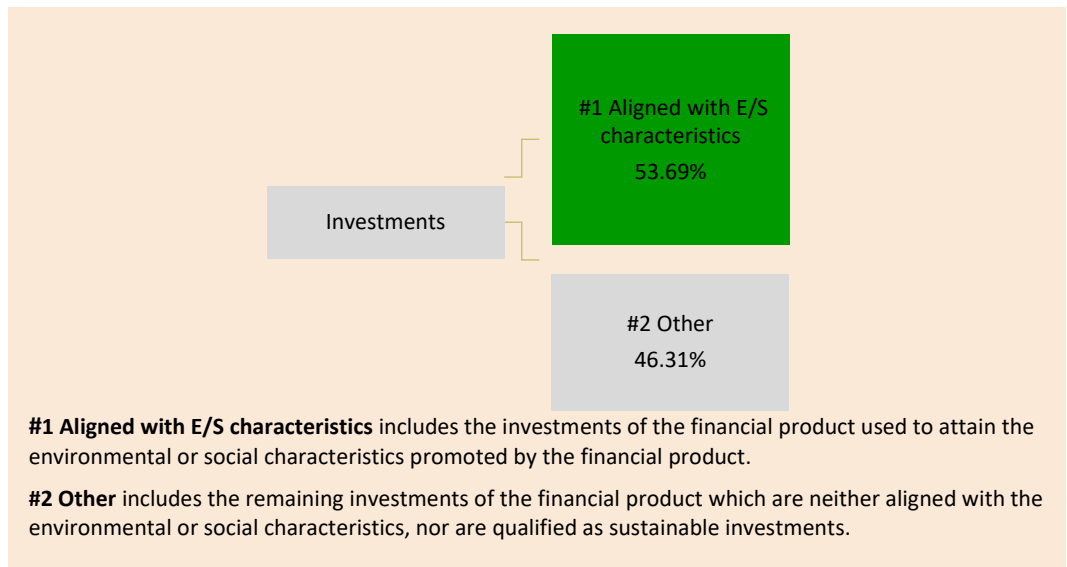 #1 Aligned with E/S
characteristics
53.69%
Investments
#2 Other
46.31%
#1 Aligned with E/S characteristics includes the investments of the financial product used to attain the
environmental or social characteristics promoted by the financial product.
#2 Other includes the remaining investments of the financial product which are neither aligned with the
environmental or social characteristics, nor are qualified as sustainable investments.